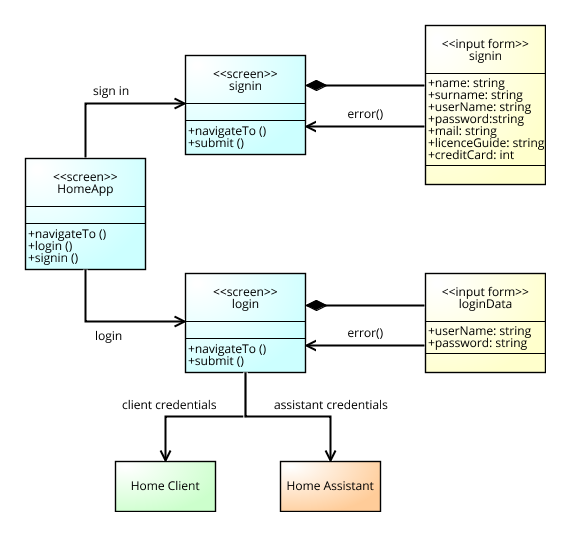 <<input form>>
signin
+name: string
+surname: string
+userName: string
+password:string
+mail: string
+licenceGuide: string
+creditCard: int
<<screen>>
signin
+navigateTo ()
+submit ()
sign in
error()
<<screen>>
HomeApp
+navigateTo ()
+login ()
+signin ()
<<screen>>
login
+navigateTo ()
+submit ()
<<input form>>
loginData
+userName: string
+password: string
login
error()
client credentials
assistant credentials
Home Client
Home Assistant